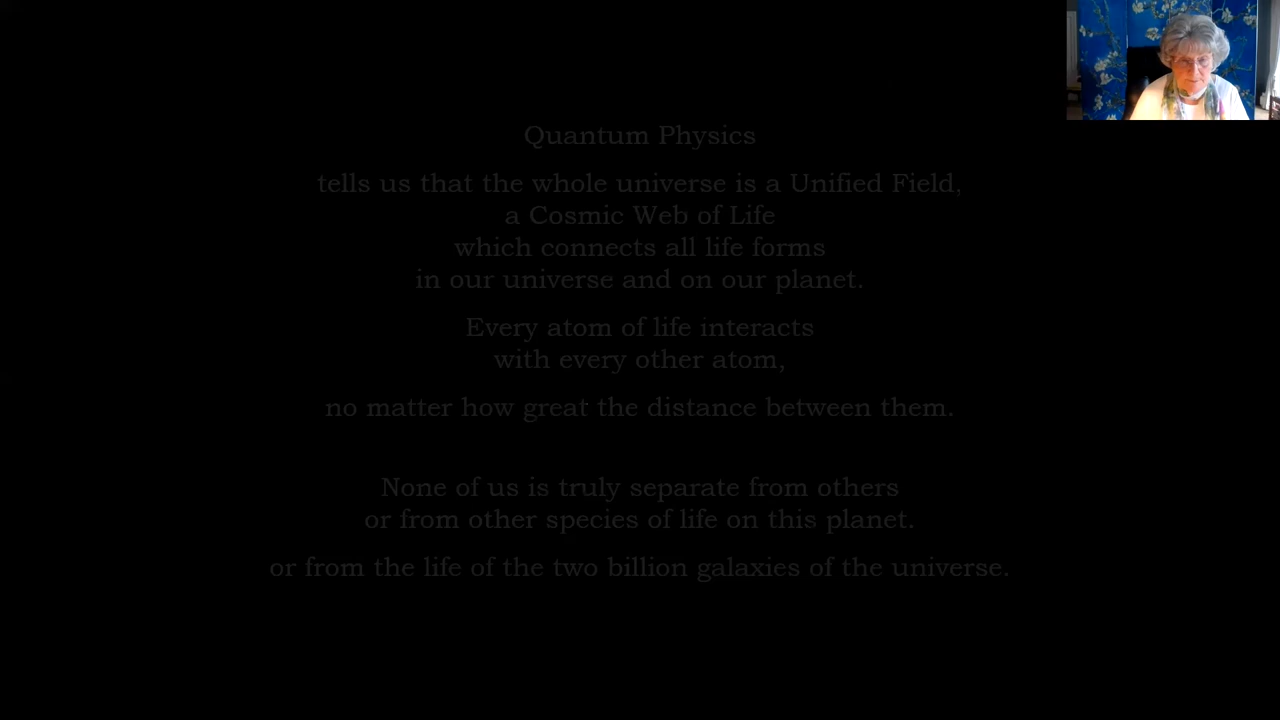 Quantum Physics
tells us that the whole universe is a Unified Field,
a Cosmic Web of Life
which connects all life forms
in our universe and on our planet.
Every atom of life interacts
with every other atom,
no matter how great the distance between them.
None of us is truly separate from others
or from other species of life on this planet.
or from the life of the two billion galaxies of the universe.